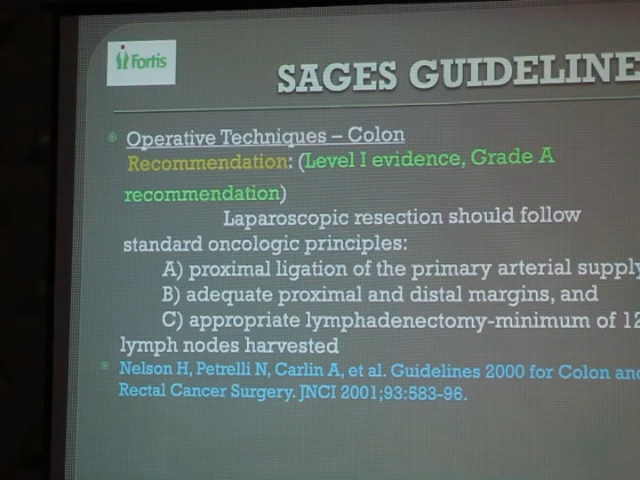 Fortis
SAGES GUIDELINE
Operative Techniques – Colon
Recommendation: (Level I evidence, Grade A
recommendation)
Laparoscopic resection should follow
standard oncologic principles:
A) proximal ligation of the primary arterial supply
B) adequate proximal and distal margins, and
C) appropriate lymphadenectomy-minimum of 12
lymph nodes harvested
Nelson H, Petrelli N, Carlin A, et al. Guidelines 2000 for Colon and
Rectal Cancer Surgery. JNCI 2001;93:583-96.